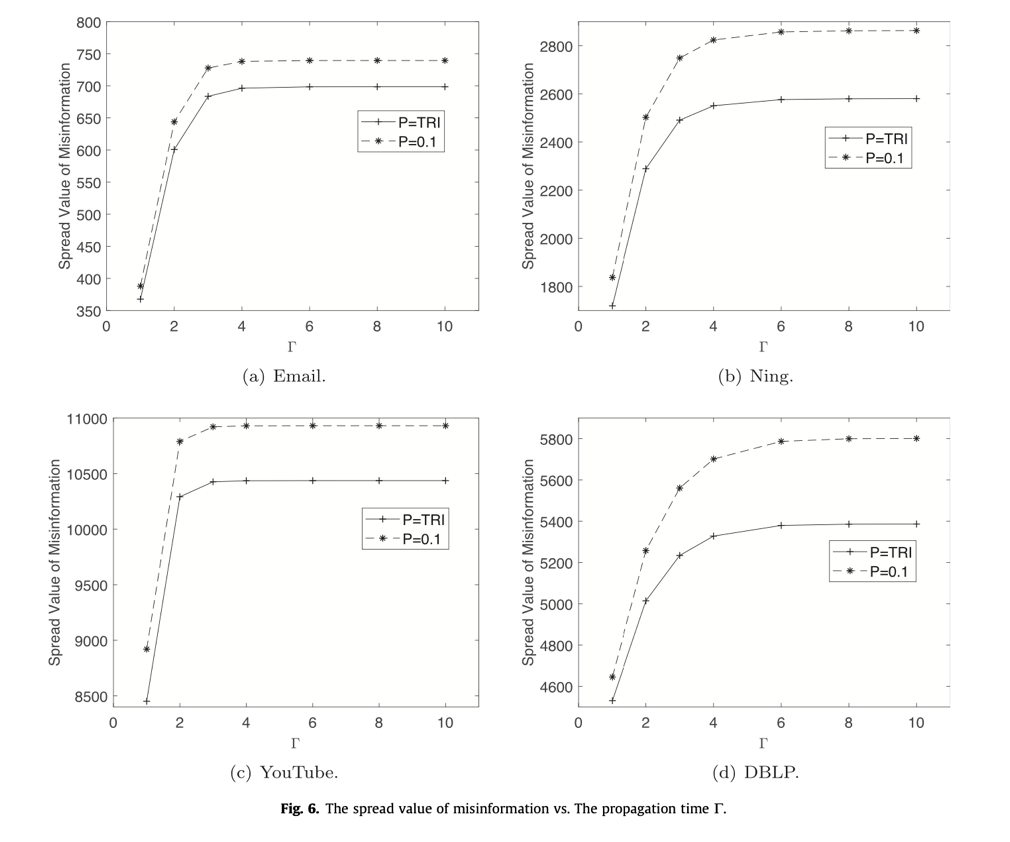 800
750
700
650
600
550
500
450
400
350
0
2
4
6
8
10
Spread Value of Misinformation
Γ
P=TRI
P=0.1
(a) Email.
2800
2600
2400
2200
2000
1800
0
2
4
6
8
10
Spread Value of Misinformation
Γ
P=TRI
P=0.1
(b) Ning.
11000
10500
10000
9500
9000
8500
0
2
4
6
8
10
Spread Value of Misinformation
Γ
P=TRI
P=0.1
(c) YouTube.
5800
5600
5400
5200
5000
4800
4600
0
2
4
6
8
10
Spread Value of Misinformation
Γ
P=TRI
P=0.1
(d) DBLP.
Fig. 6. The spread value of misinformation vs. The propagation time Γ.